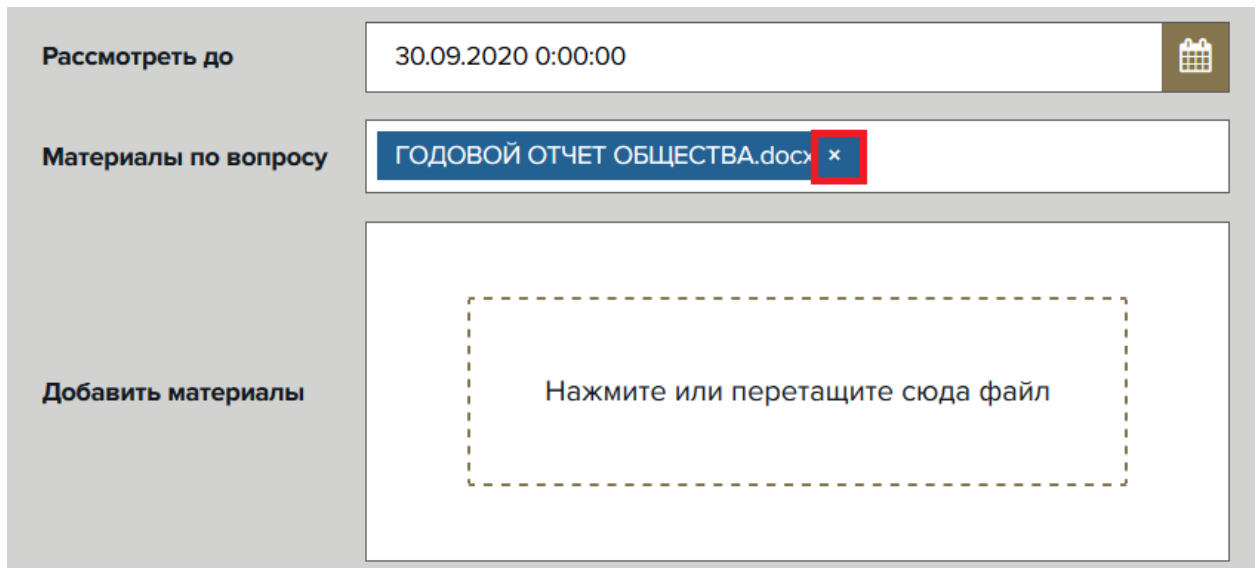 Рассмотреть до 30.09.2020 0:00:00
Материалы по вопросу ГОДОВОЙ ОТЧЕТ ОБЩЕСТВА.docx ×
Добавить материалы Нажмите или перетащите сюда файл